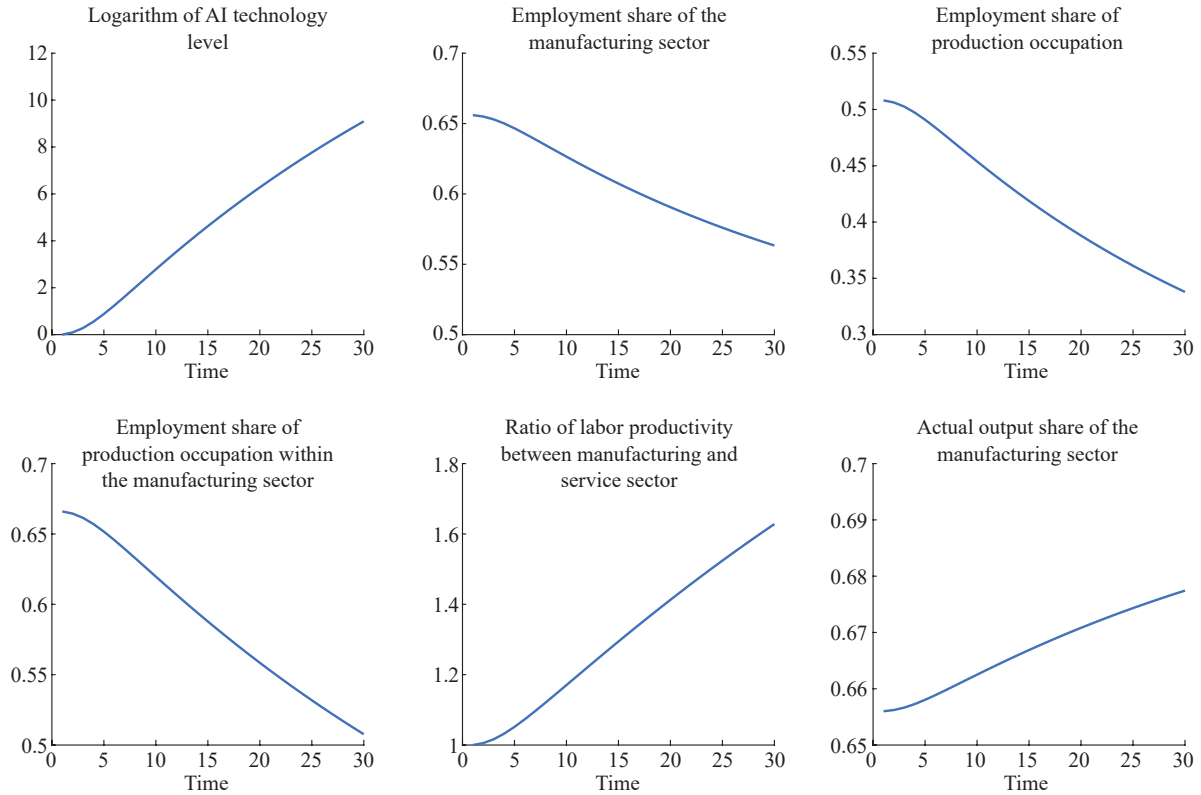 Logarithm of AI technology
level
12
10
8
6
4
2
0
0 5 10 15 20 25 30
Time
Employment share of the
manufacturing sector
0.7
0.65
0.6
0.55
0.5
0 5 10 15 20 25 30
Time
Employment share of
production occupation
0.55
0.5
0.45
0.4
0.35
0.3
0 5 10 15 20 25 30
Time
Employment share of
production occupation within
the manufacturing sector
0.7
0.65
0.6
0.55
0.5
0 5 10 15 20 25 30
Time
Ratio of labor productivity
between manufacturing and
service sector
1.8
1.6
1.4
1.2
1
0 5 10 15 20 25 30
Time
Actual output share of the
manufacturing sector
0.7
0.69
0.68
0.67
0.66
0.65
0 5 10 15 20 25 30
Time